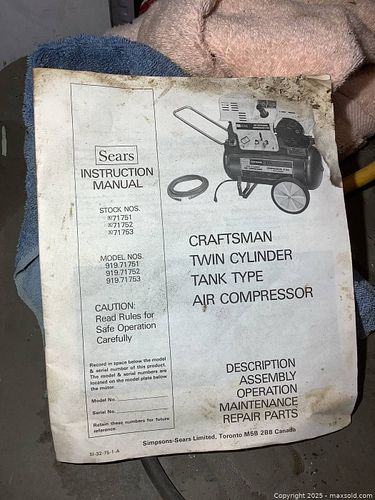 Sears
INSTRUCTION
MANUAL
STOCK NOS.
71751
71752
71753
MODEL NOS.
919.71751
919.71752
919.71753
CAUTION:
Read Rules for
Safe Operation
Carefully
Record in space below the model
& serial number of this product.
The model & serial numbers are
located on the model plate below
the motor.
Model No.
Serial No.
Retain these numbers for future
reference.
CRAFTSMAN
TWIN CYLINDER
TANK TYPE
AIR COMPRESSOR
DESCRIPTION
ASSEMBLY
OPERATION
MAINTENANCE
REPAIR PARTS
Simpsons-Sears Limited, Toronto M5B 2B8 Canada
SI-32-75-1-A
Copyright 2025 - maxsold.com